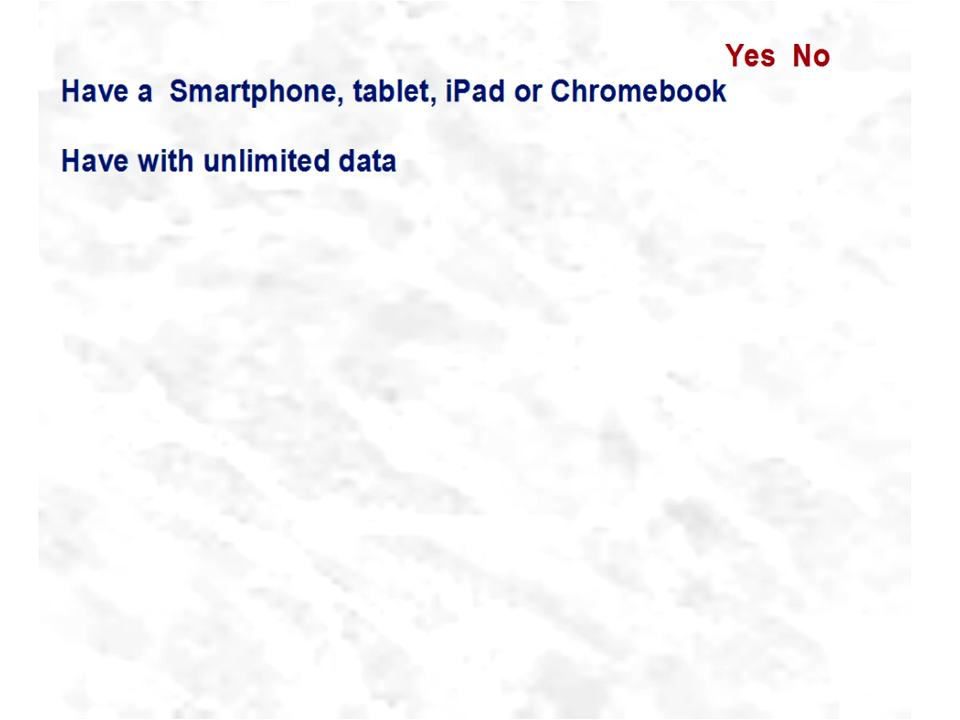 Yes No
Have a Smartphone, tablet, iPad or Chromebook
Have with unlimited data